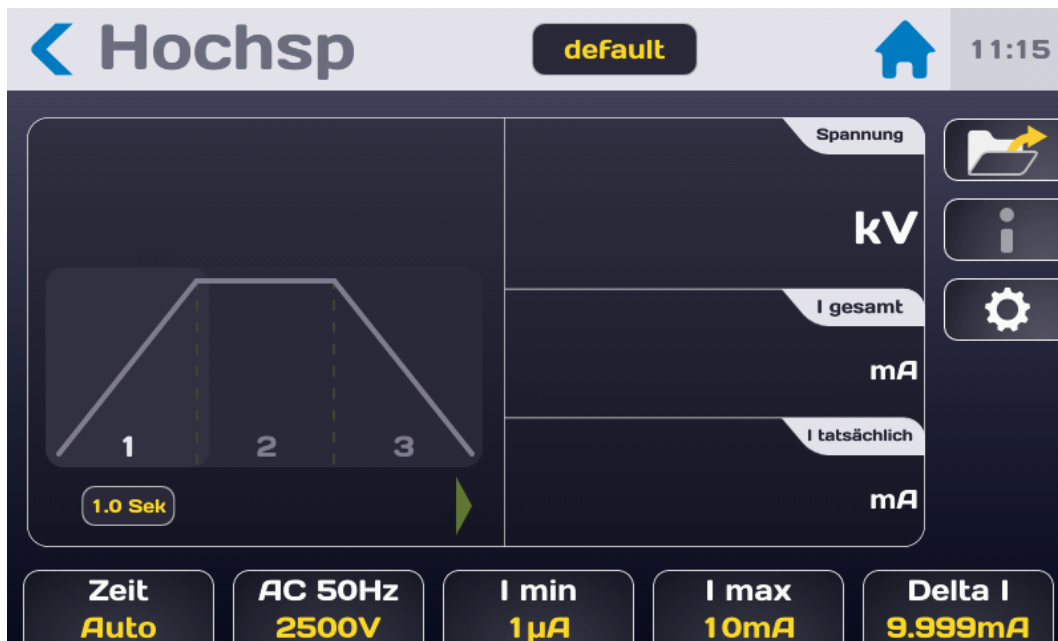 Hochsp
default
11:15
Spannung
kV
I gesamt
mA
I tatsächlich
mA
1 2 3
1.0 Sek
Zeit
Auto
AC 50Hz
2500V
I min
1µA
I max
10mA
Delta I
9.999mA